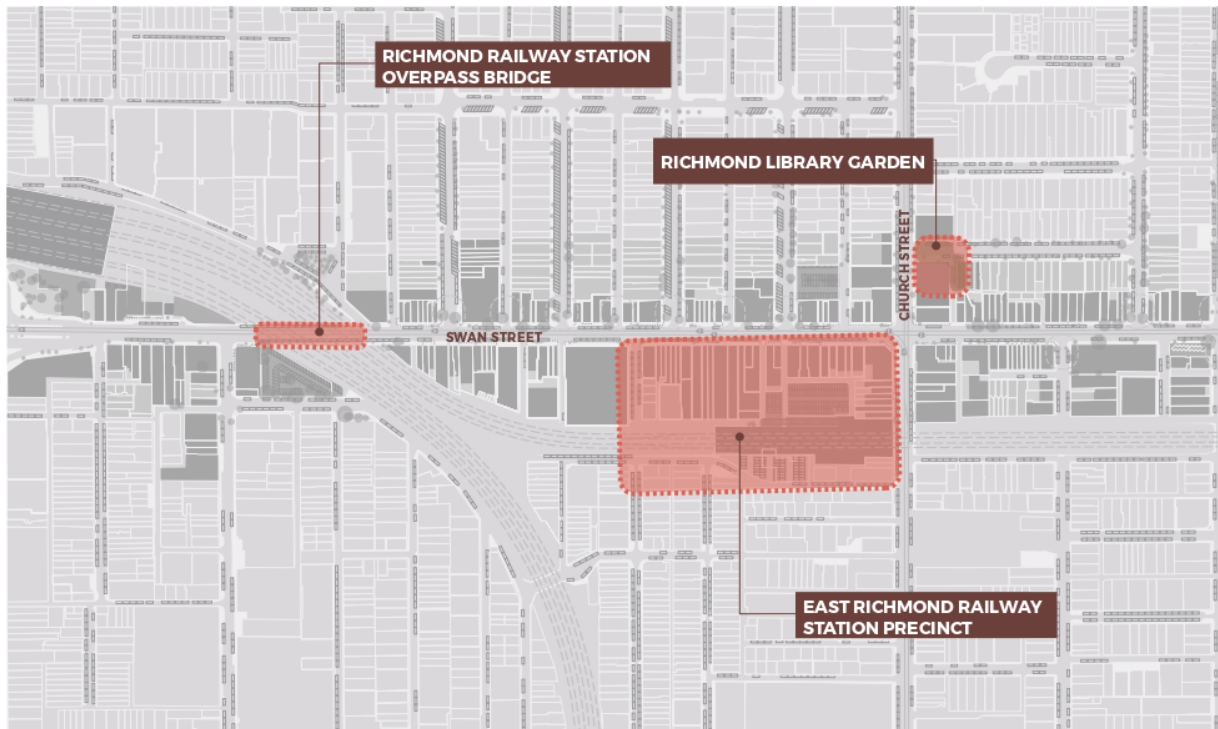 RICHMOND RAILWAY STATION
OVERPASS BRIDGE
RICHMOND LIBRARY GARDEN
CHURCH STREET
SWAN STREET
EAST RICHMOND RAILWAY
STATION PRECINCT